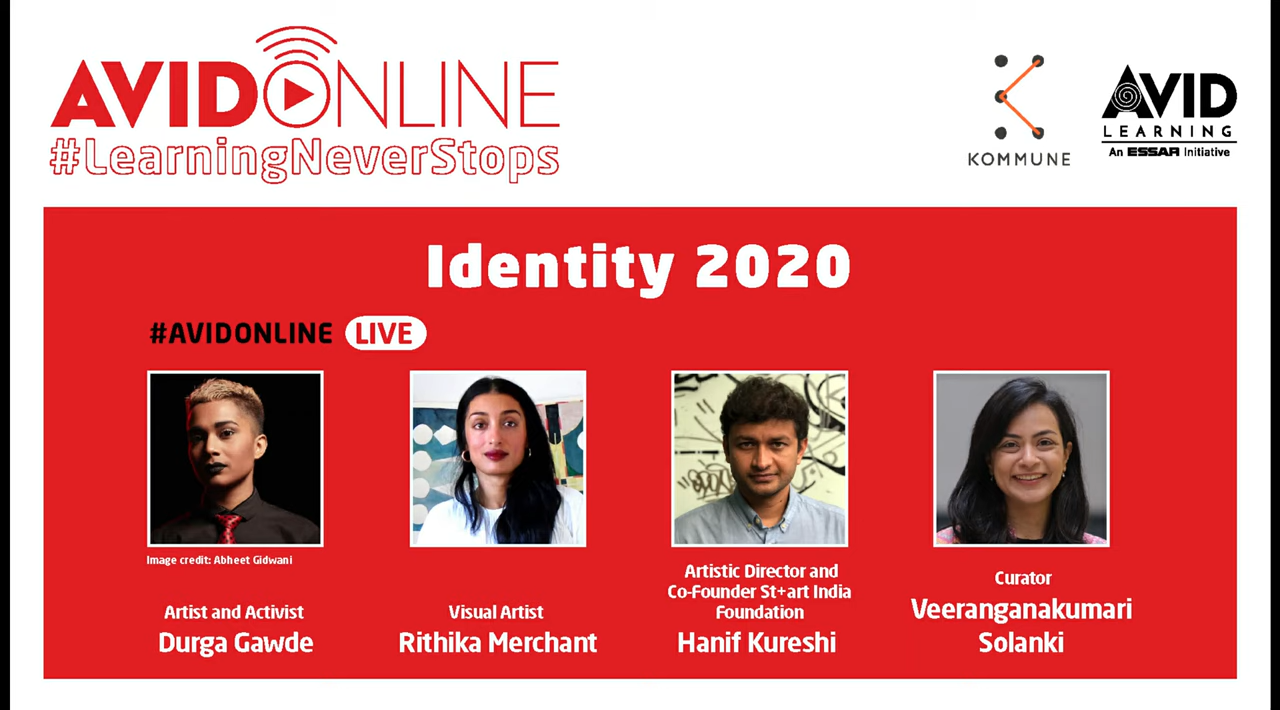 AVIDONLINE
#LearningNeverStops
KOMMUNE
AVID
LEARNING
An ESSAR Initiative
Identity 2020
#AVIDONLINE LIVE
Image credit: Abheet Gidwani
Artist and Activist
Durga Gawde
Visual Artist
Rithika Merchant
Artistic Director and
Co-Founder St+art India
Foundation
Hanif Kureshi
Curator
Veeranganakumari
Solanki